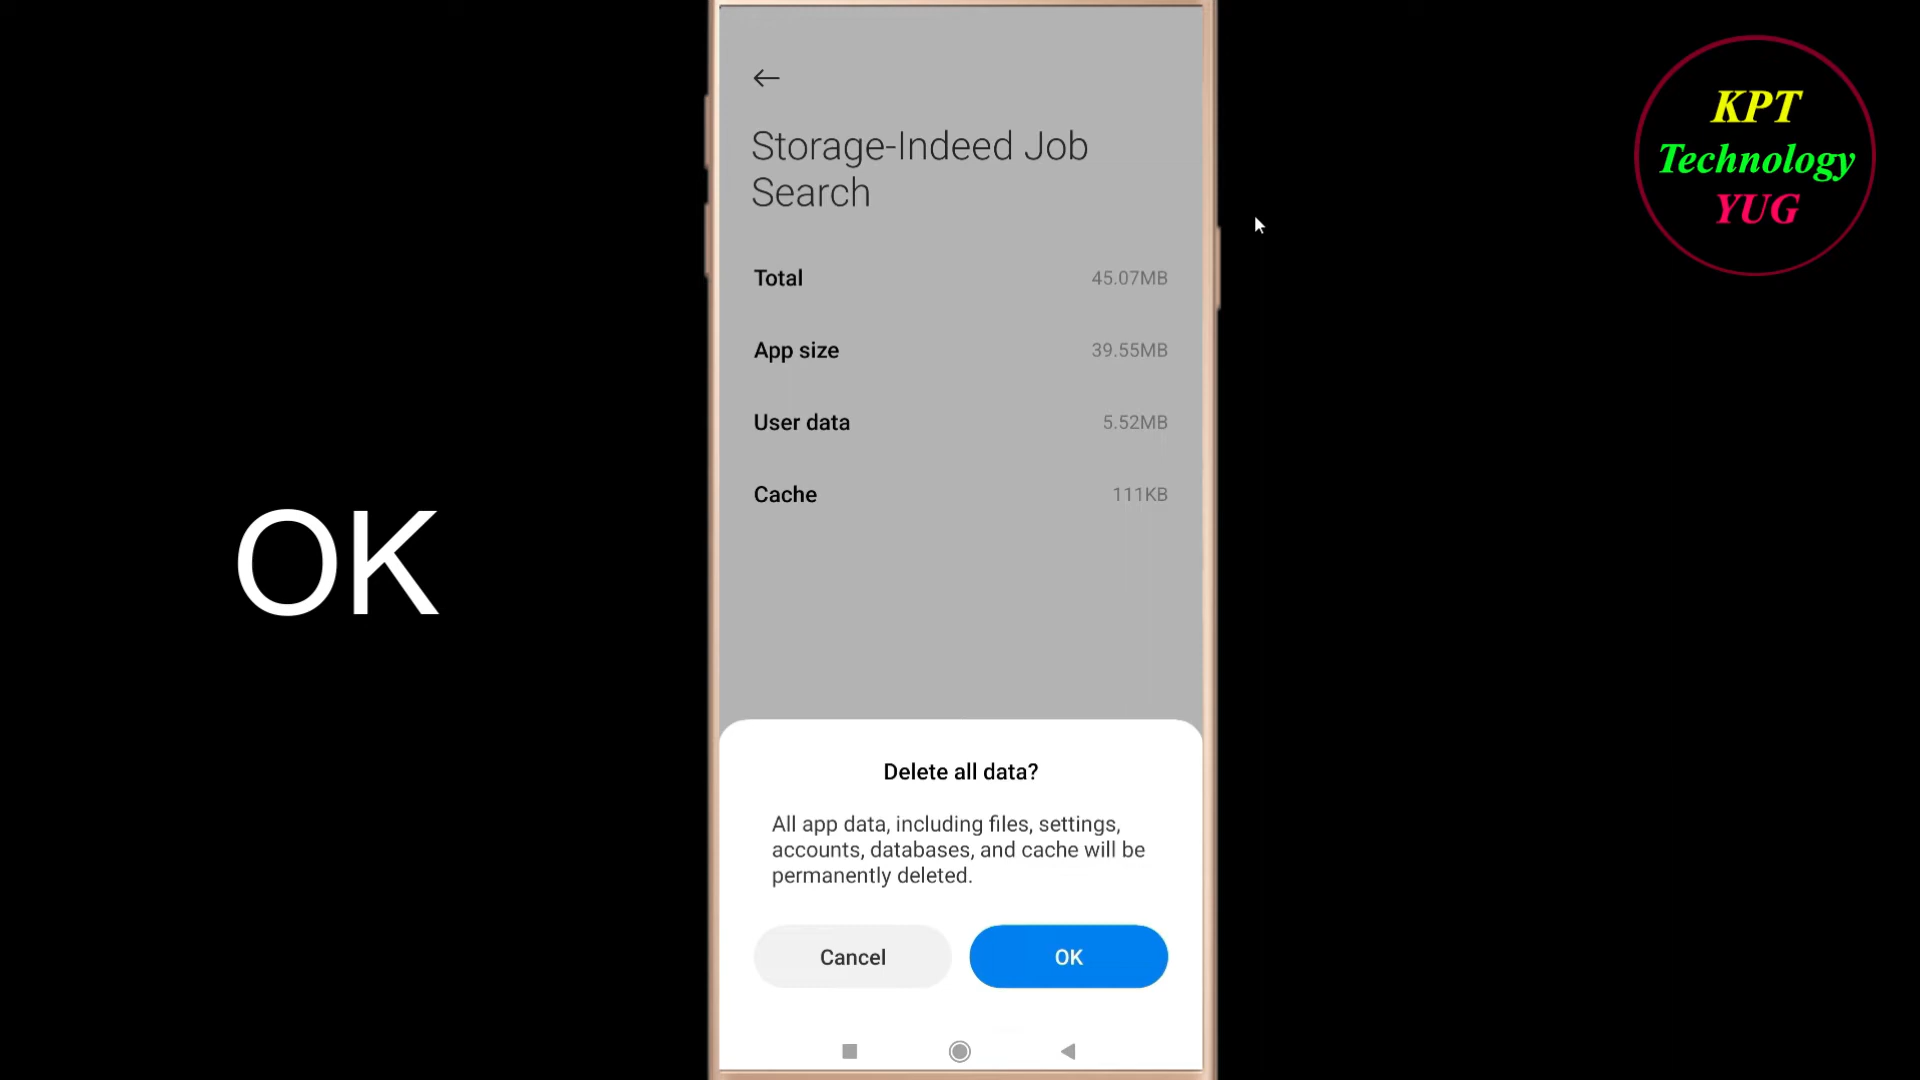 KPT
Technology
YUG
Storage-Indeed Job
Search
Total 45.07MB
App size 39.55MB
User data 5.52MB
Cache 111KB
OK
Delete all data?
All app data, including files, settings,
accounts, databases, and cache will be
permanently deleted.
Cancel OK